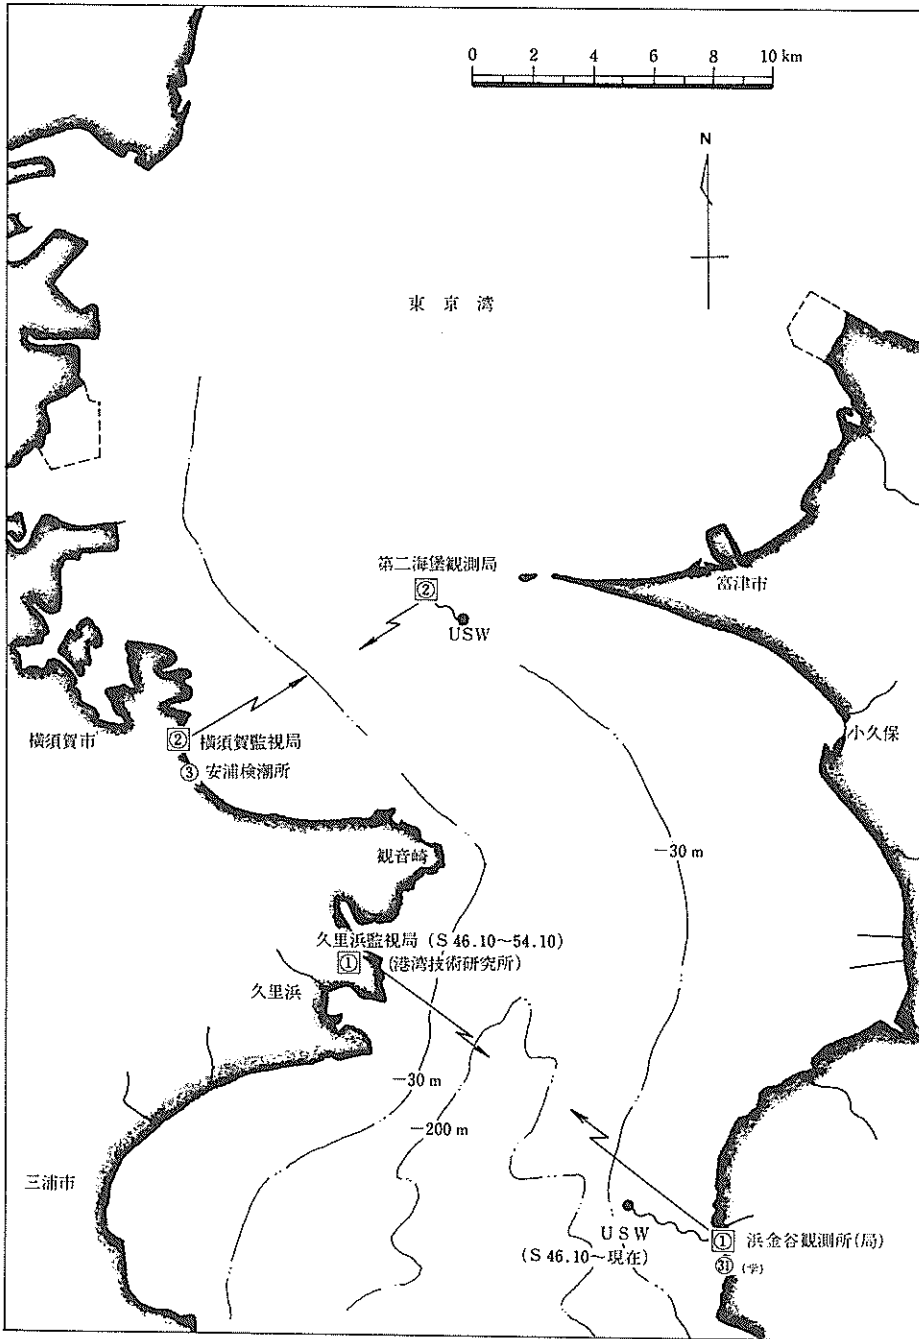 0 2 4 6 8 10 km
N
東京湾
第二海堡観測局
②
USW
富津市
横須賀市
② 横須賀監視局
③ 安浦検潮所
小久保
観音崎
−30 m
久里浜監視局 (S 46.10〜54.10)
① (港湾技術研究所)
久里浜
−30 m
−200 m
三浦市
USW
(S 46.10〜現在)
① 浜金谷観測所(局)
㉛ (学)